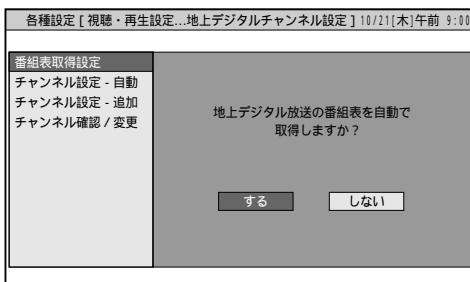 各種設定 [ 視聴・再生設定...地上デジタルチャンネル設定 ] 10/21[木]午前 9:00
番組表取得設定
チャンネル設定 - 自動
チャンネル設定 - 追加
チャンネル確認 / 変更
地上デジタル放送の番組表を自動で
取得しますか？
する しない